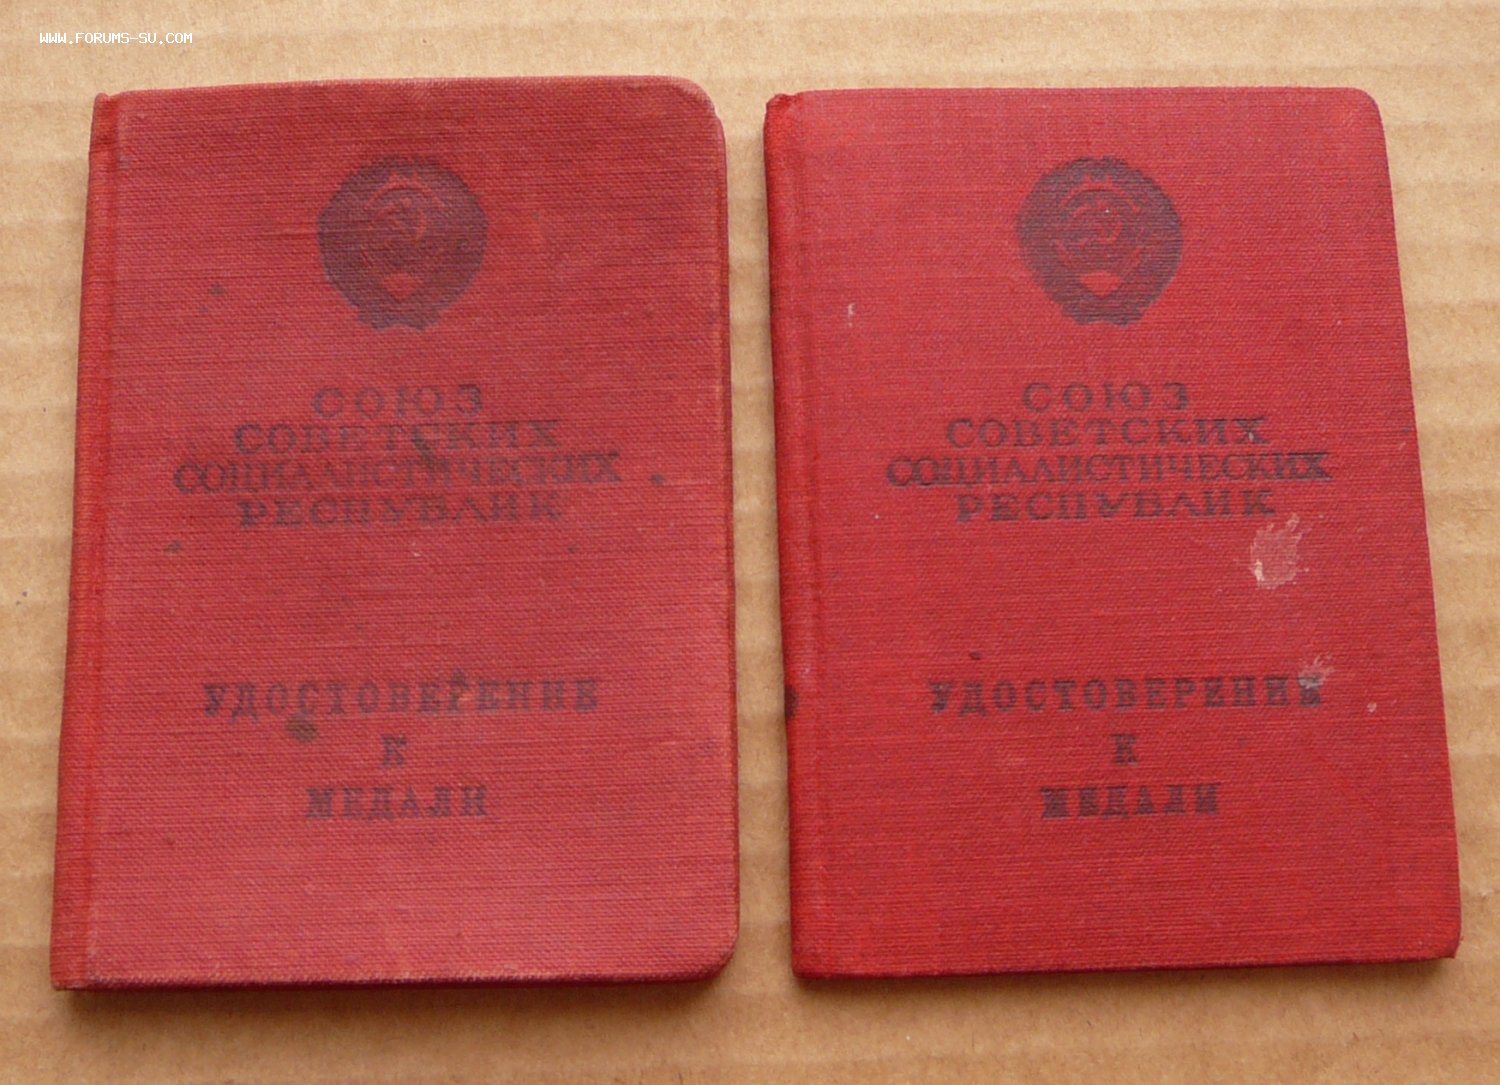 WWW.FORUMS-SU.COM
СОЮЗ
СОВЕТСКИХ
СОЦИАЛИСТИЧЕСКИХ
РЕСПУБЛИК
УДОСТОВЕРЕНИЕ
К
МЕДАЛИ
СОЮЗ
СОВЕТСКИХ
СОЦИАЛИСТИЧЕСКИХ
РЕСПУБЛИК
УДОСТОВЕРЕНИЕ
К
МЕДАЛИ